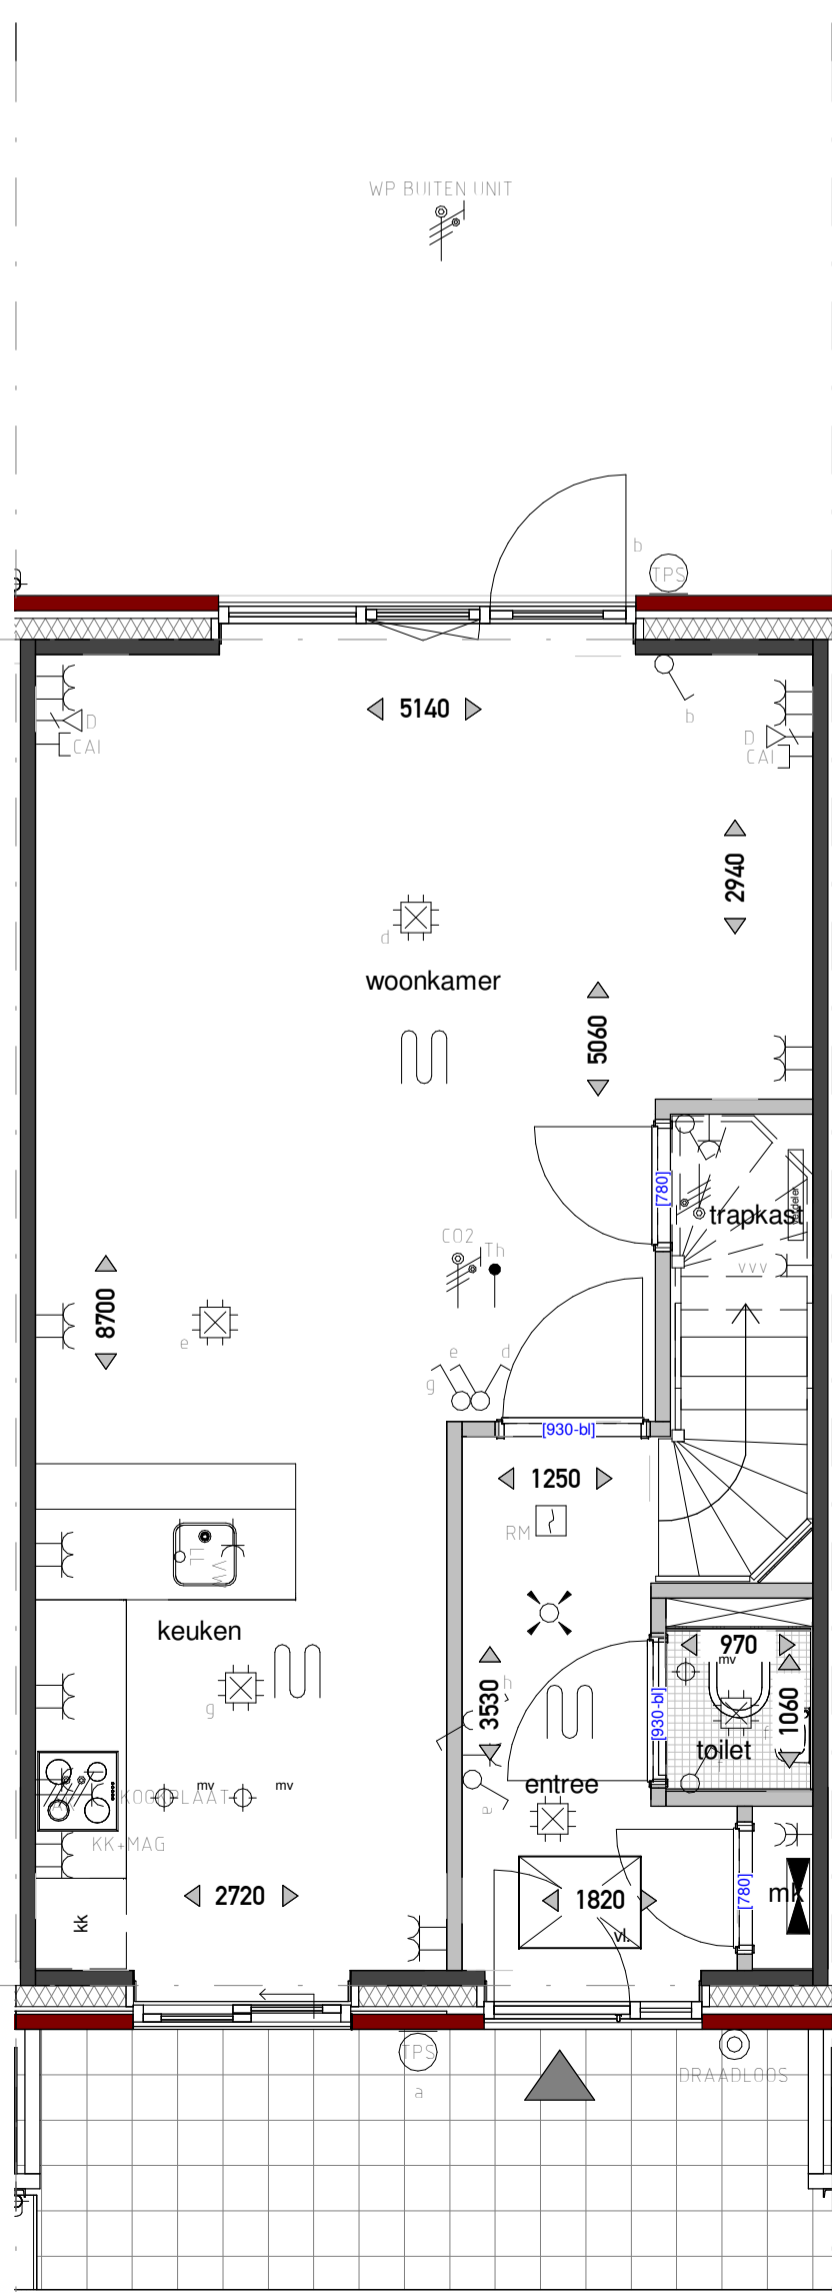 WP BUITEN UNIT
b
TPS
5140
b
D
CAI
D
CAI
2940
d
woonkamer
5060
[780]
trapkast
verdeler
vvv
CO2
Th
8700
e
e
d
g
[930-bl]
1250
RM
keuken
970
mv
h
3530
[930-bl]
1060
g
f
toilet
entree
KOOKPLAAT
mv
mv
a
KK+MAG
2720
1820
[780]
mk
kk
vl.
TPS
a
DRAADLOOS